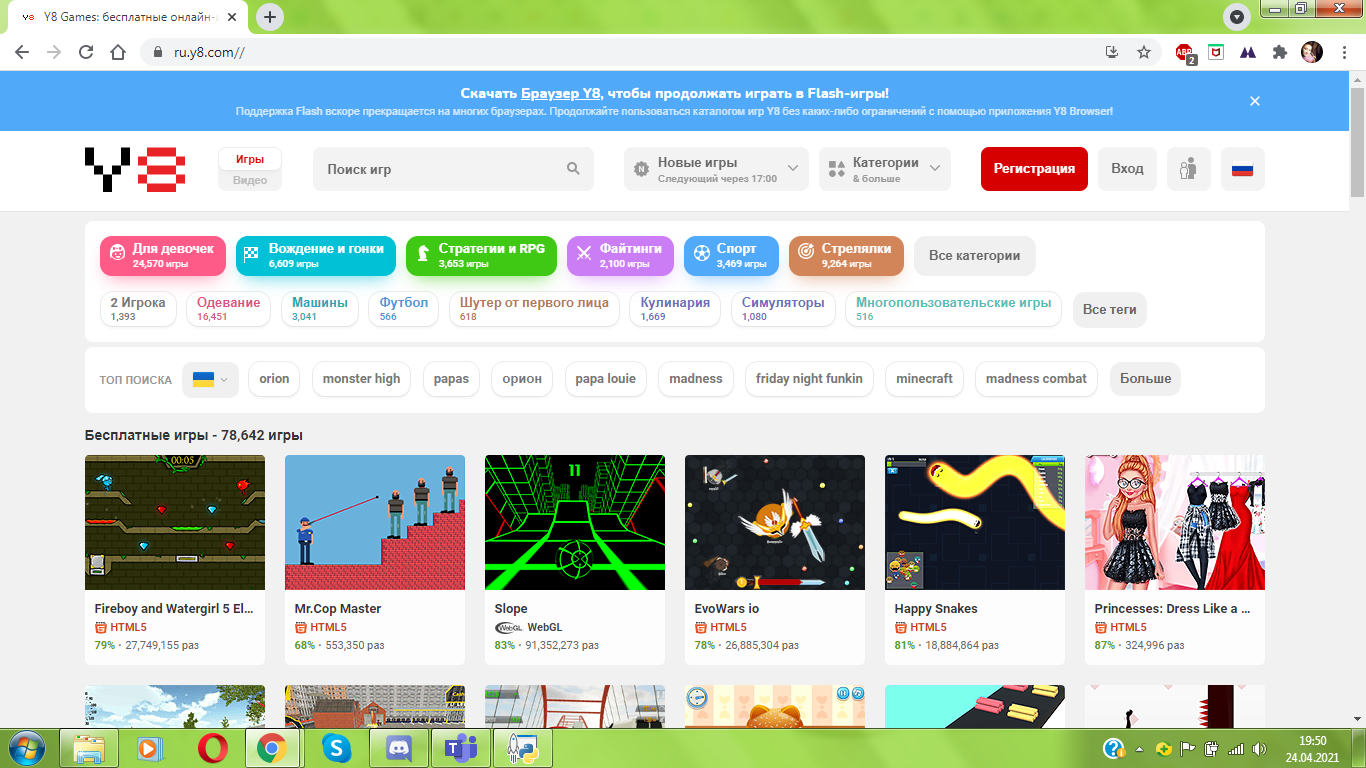 Y8 Games: бесплатные онлайн-
ru.y8.com//
ABP
2
Скачать Браузер Y8, чтобы продолжать играть в Flash-игры!
Поддержка Flash вскоре прекращается на многих браузерах. Продолжайте пользоваться каталогом игр Y8 без каких-либо ограничений с помощью приложения Y8 Browser!
Y8
Игры
Видео
Поиск игр
N
Новые игры
Следующий через 17:00
Категории
& больше
Регистрация
Вход
Для девочек
24,570 игры
Вождение и гонки
6,609 игры
Стратегии и RPG
3,653 игры
Файтинги
2,100 игры
Спорт
3,469 игры
Стрелялки
9,264 игры
Все категории
2 Игрока
1,393
Одевание
16,451
Машины
3,041
Футбол
566
Шутер от первого лица
618
Кулинария
1,669
Симуляторы
1,080
Многопользовательские игры
516
Все теги
ТОП ПОИСКА
orion
monster high
papas
орион
papa louie
madness
friday night funkin
minecraft
madness combat
Больше
Бесплатные игры - 78,642 игры
00:05
11
Fireboy and Watergirl 5 El...
HTML5
79% · 27,749,155 раз
Mr.Cop Master
HTML5
68% · 553,350 раз
Slope
WebGL WebGL
83% · 91,352,273 раз
EvoWars io
HTML5
78% · 26,885,304 раз
Happy Snakes
HTML5
81% · 18,884,864 раз
Princesses: Dress Like a ...
HTML5
87% · 324,996 раз
19:50
24.04.2021